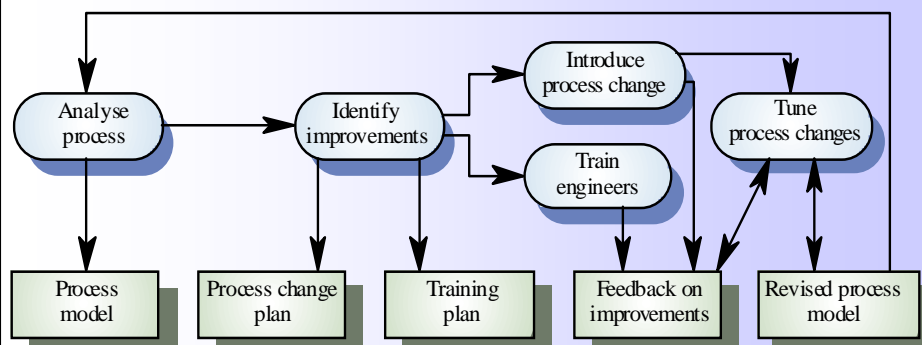 Introduce
process change
Analyse
process
Identify
improvements
Tune
process changes
Train
engineers
Process
model
Process change
plan
Training
plan
Feedback on
improvements
Revised process
model